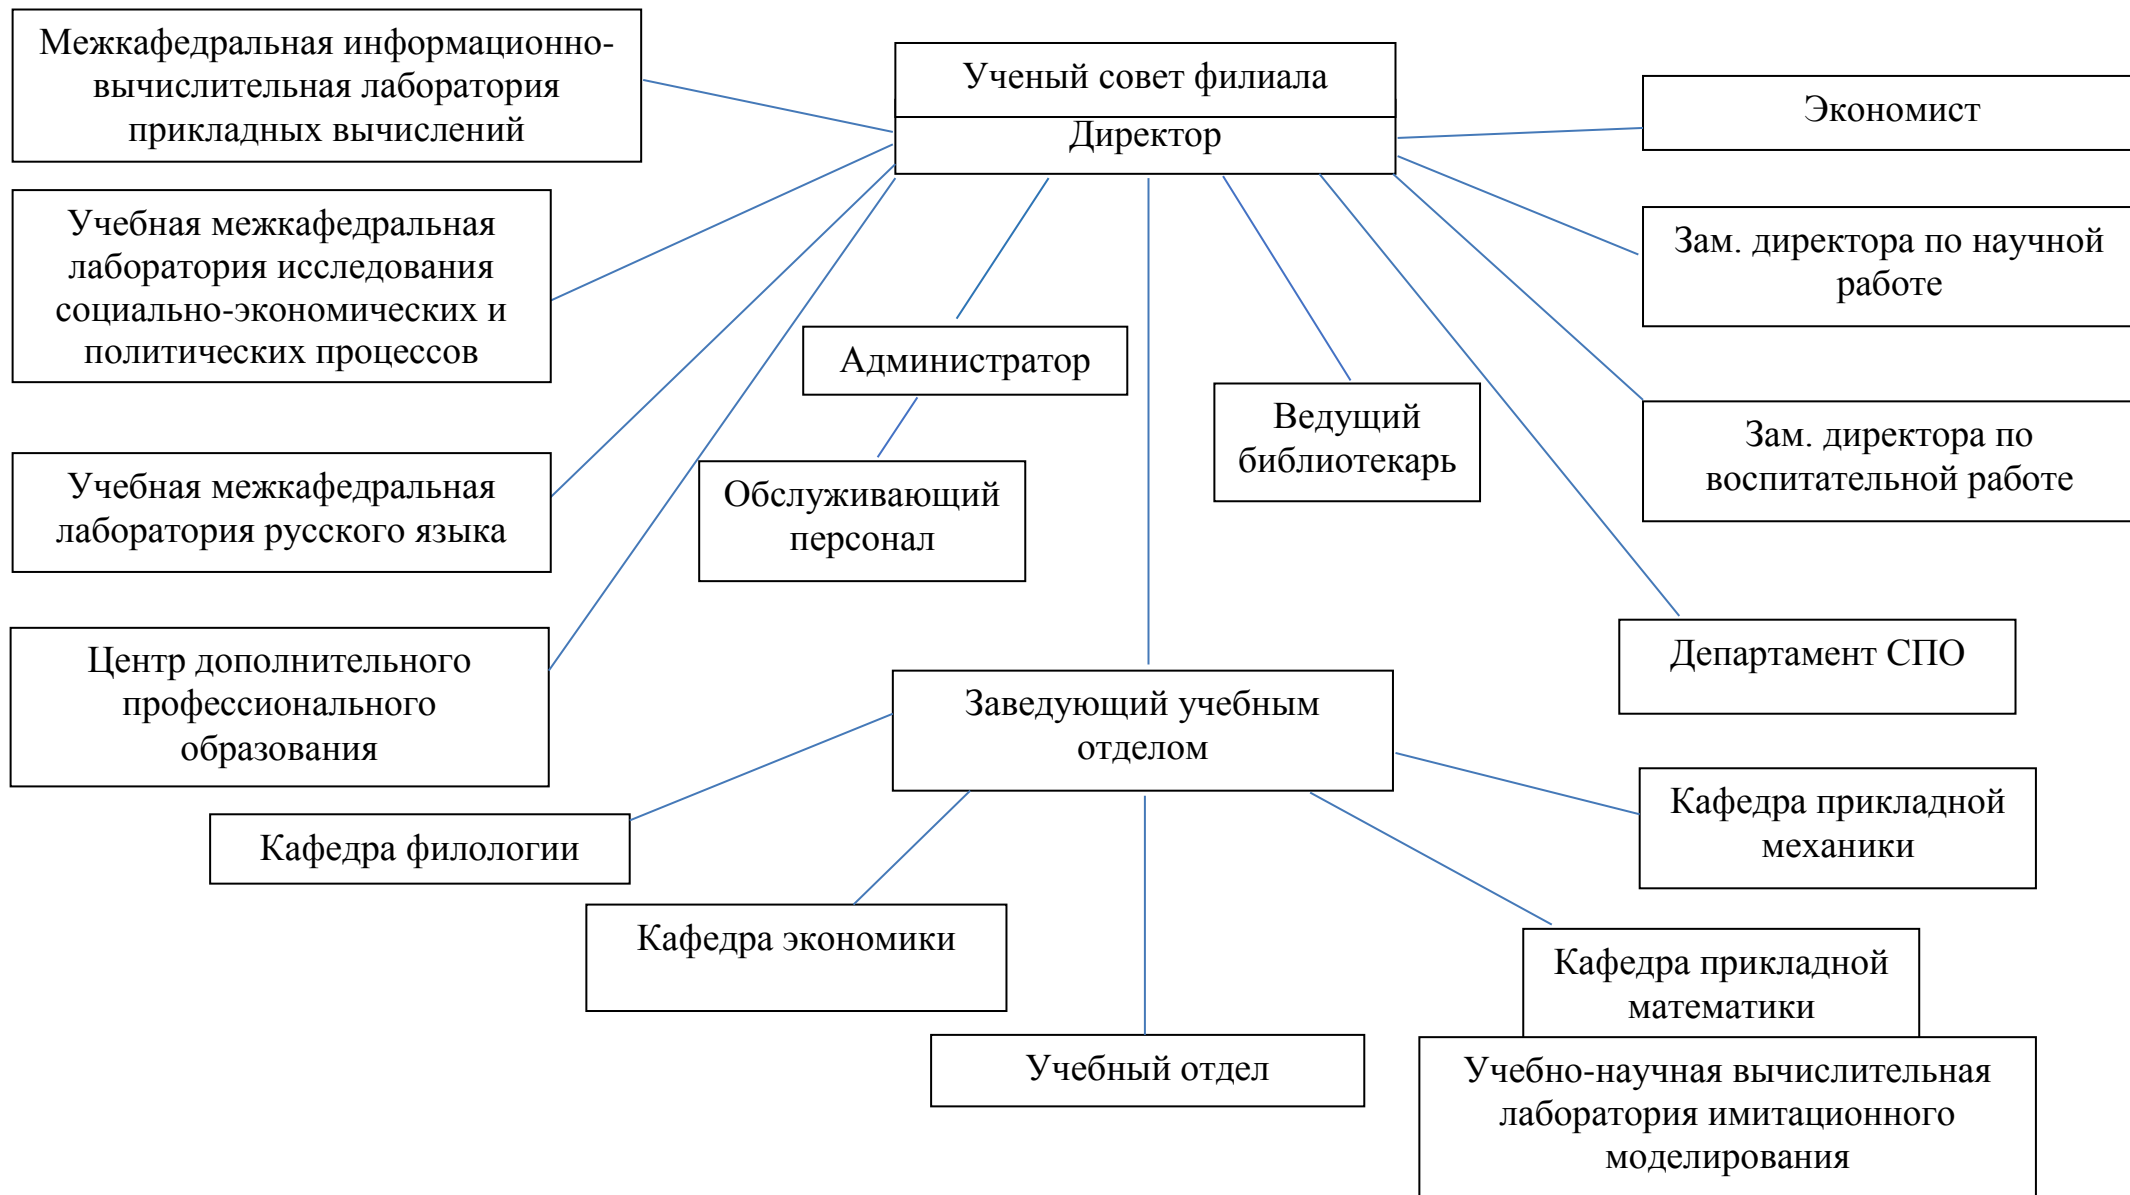 Межкафедральная информационно-
вычислительная лаборатория
прикладных вычислений
Ученый совет филиала
Директор
Экономист
Учебная межкафедральная
лаборатория исследования
социально-экономических и
политических процессов
Зам. директора по научной
работе
Администратор
Ведущий
библиотекарь
Зам. директора по
воспитательной работе
Учебная межкафедральная
лаборатория русского языка
Обслуживающий
персонал
Центр дополнительного
профессионального
образования
Департамент СПО
Заведующий учебным
отделом
Кафедра прикладной
механики
Кафедра филологии
Кафедра экономики
Кафедра прикладной
математики
Учебный отдел
Учебно-научная вычислительная
лаборатория имитационного
моделирования